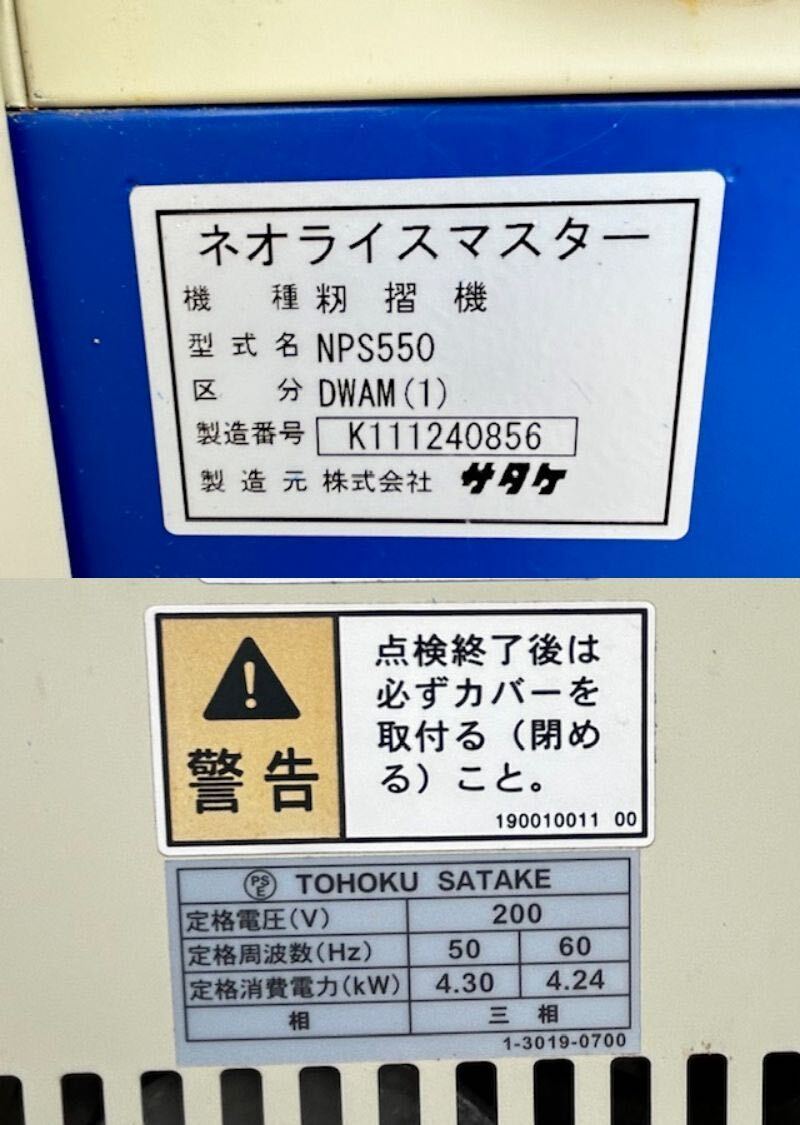 ネオライスマスター
機種 籾摺機
型式名 NPS550
区分 DWAM(1)
製造番号 K111240856
製造元 株式会社 サタケ
警告
点検終了後は
必ずカバーを
取付る(閉め
る)こと。
190010011 00
PSE TOHOKU SATAKE
定格電圧(V) 200
定格周波数(Hz) 50 60
定格消費電力(kW) 4.30 4.24
相 三相
1-3019-0700